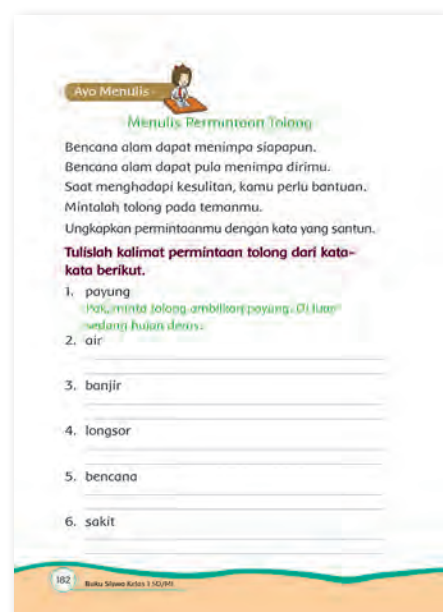 Ayo Menulis
Menulis Permintaan Tolong
Bencana alam dapat menimpa siapapun.
Bencana alam dapat pula menimpa dirimu.
Saat menghadapi kesulitan, kamu perlu bantuan.
Mintalah tolong pada temanmu.
Ungkapkan permintaanmu dengan kata yang santun.
Tulislah kalimat permintaan tolong dari kata-
kata berikut.
1. payung
Pak, minta tolong ambilkan payung. Di luar
sedang hujan deras.
2. air
3. banjir
4. longsor
5. bencana
6. sakit
182 Buku Siswa Kelas 1 SD/MI